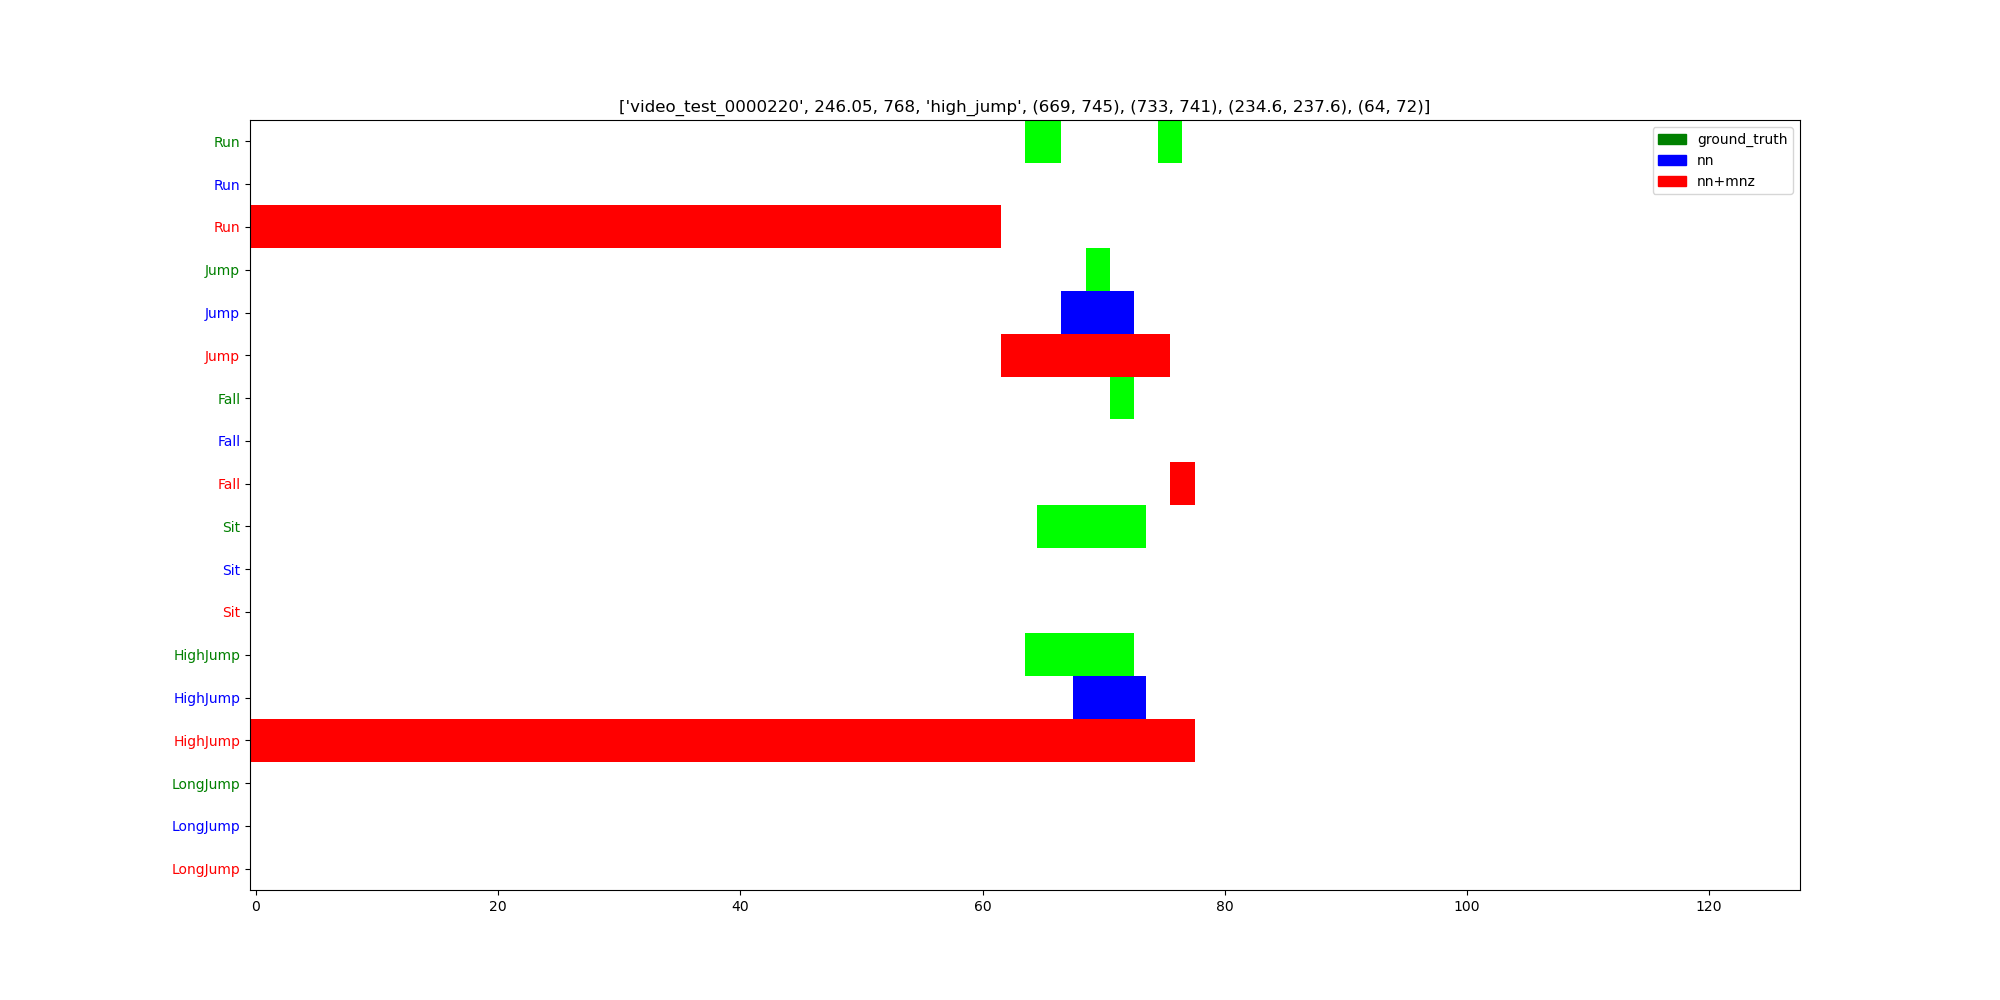 ['video_test_0000220', 246.05, 768, 'high_jump', (669, 745), (733, 741), (234.6, 237.6), (64, 72)]
ground_truth
nn
nn+mnz
Run
Run
Run
Jump
Jump
Jump
Fall
Fall
Fall
Sit
Sit
Sit
HighJump
HighJump
HighJump
LongJump
LongJump
LongJump
0 20 40 60 80 100 120